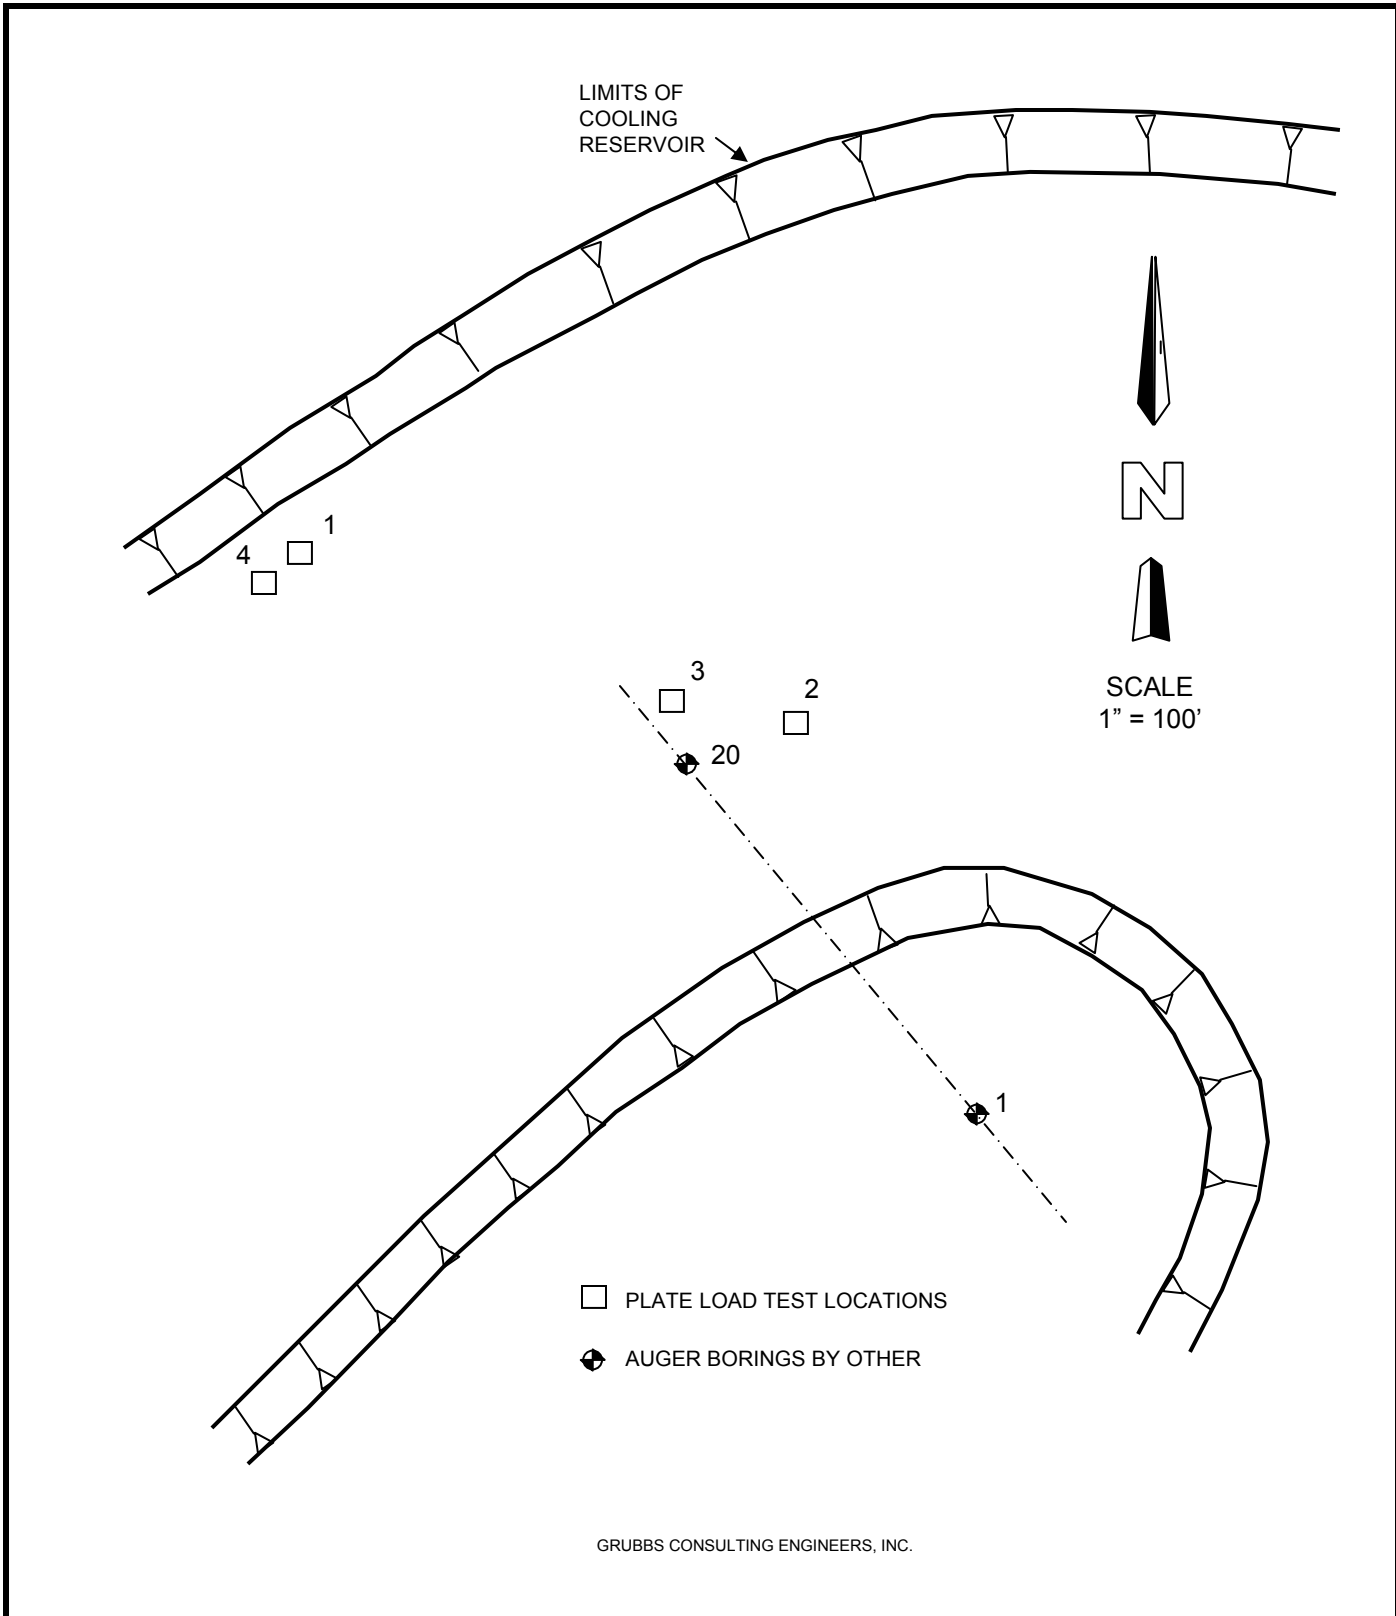 LIMITS OF
COOLING
RESERVOIR
1
4
N
3
2
SCALE
1” = 100’
20
1
PLATE LOAD TEST LOCATIONS
AUGER BORINGS BY OTHER
GRUBBS CONSULTING ENGINEERS, INC.